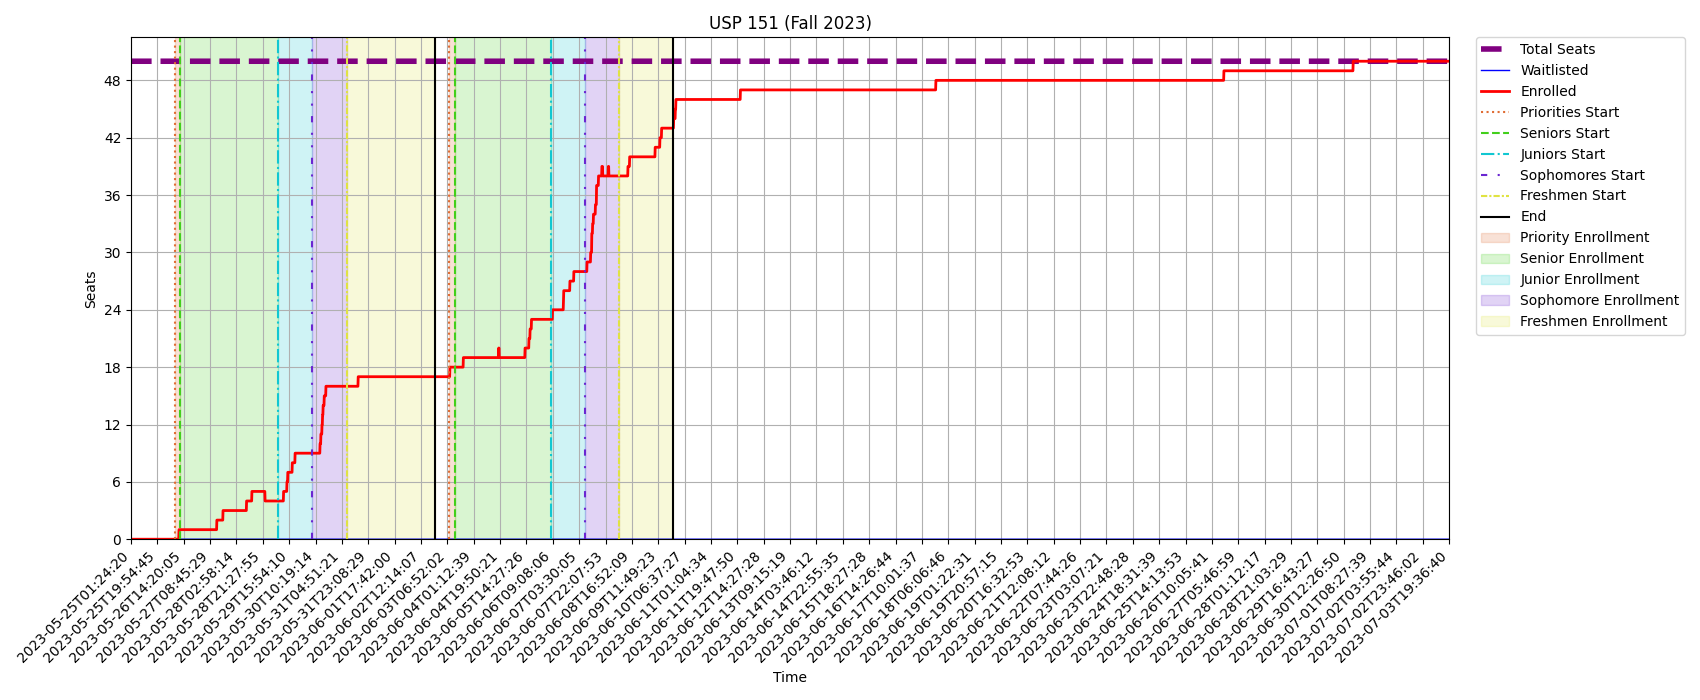 USP 151 (Fall 2023)
Total Seats
Waitlisted
Enrolled
Priorities Start
Seniors Start
Juniors Start
Sophomores Start
Freshmen Start
End
Priority Enrollment
Senior Enrollment
Junior Enrollment
Sophomore Enrollment
Freshmen Enrollment
Seats
48
42
36
30
24
18
12
6
0
2023-05-25T01:24:20
2023-05-25T19:54:45
2023-05-26T14:20:05
2023-05-27T08:45:29
2023-05-28T02:58:14
2023-05-28T21:27:55
2023-05-29T15:54:10
2023-05-30T10:19:14
2023-05-31T04:51:21
2023-05-31T23:08:29
2023-06-01T17:42:00
2023-06-02T12:14:07
2023-06-03T06:52:02
2023-06-04T01:12:39
2023-06-04T19:50:21
2023-06-05T14:27:26
2023-06-06T09:08:06
2023-06-07T03:30:05
2023-06-07T22:07:53
2023-06-08T16:52:09
2023-06-09T11:49:23
2023-06-10T06:37:27
2023-06-11T01:04:34
2023-06-11T19:47:50
2023-06-12T14:27:28
2023-06-13T09:15:19
2023-06-14T03:46:12
2023-06-14T22:55:35
2023-06-15T18:27:28
2023-06-16T14:26:44
2023-06-17T10:01:37
2023-06-18T06:06:46
2023-06-19T01:22:31
2023-06-19T20:57:15
2023-06-20T16:32:53
2023-06-21T12:08:12
2023-06-22T07:44:26
2023-06-23T03:07:21
2023-06-23T22:48:28
2023-06-24T18:31:39
2023-06-25T14:13:53
2023-06-26T10:05:41
2023-06-27T05:46:59
2023-06-28T01:12:17
2023-06-28T21:03:29
2023-06-29T16:43:27
2023-06-30T12:26:50
2023-07-01T08:27:39
2023-07-02T03:55:44
2023-07-02T23:46:02
2023-07-03T19:36:40
Time